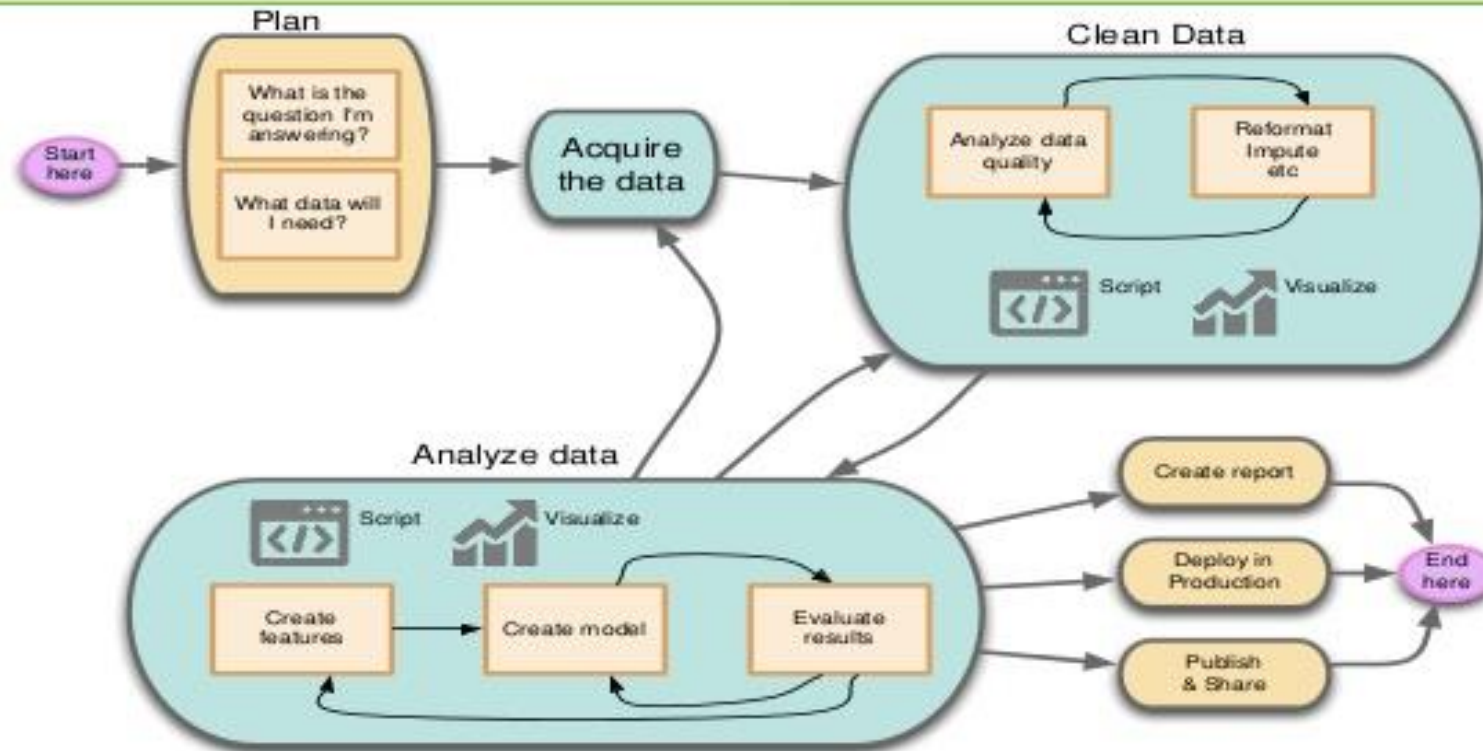 Plan
Start
here
What is the
question I'm
answering?
What data will
I need?
Acquire
the data
Clean Data
Analyze data
quality
Reformat
Impute
etc
Script
Visualize
Analyze data
Script
Visualize
Create
features
Create model
Evaluate
results
Create report
Deploy in
Production
Publish
& Share
End
here